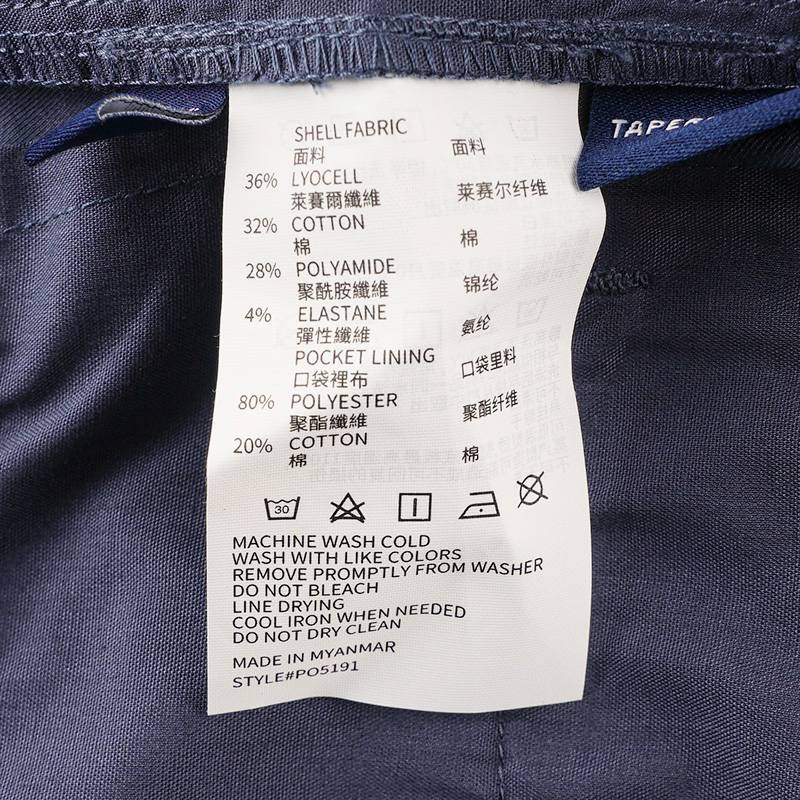 SHELL FABRIC
面料 面料
36% LYOCELL
萊賽爾纖維 莱赛尔纤维
32% COTTON
棉 棉
28% POLYAMIDE
聚酰胺纖維 锦纶
4% ELASTANE
彈性纖維 氨纶
POCKET LINING
口袋裡布 口袋里料
80% POLYESTER
聚酯纖維 聚酯纤维
20% COTTON
棉 棉
30
MACHINE WASH COLD
WASH WITH LIKE COLORS
REMOVE PROMPTLY FROM WASHER
DO NOT BLEACH
LINE DRYING
COOL IRON WHEN NEEDED
DO NOT DRY CLEAN
MADE IN MYANMAR
STYLE#PO5191